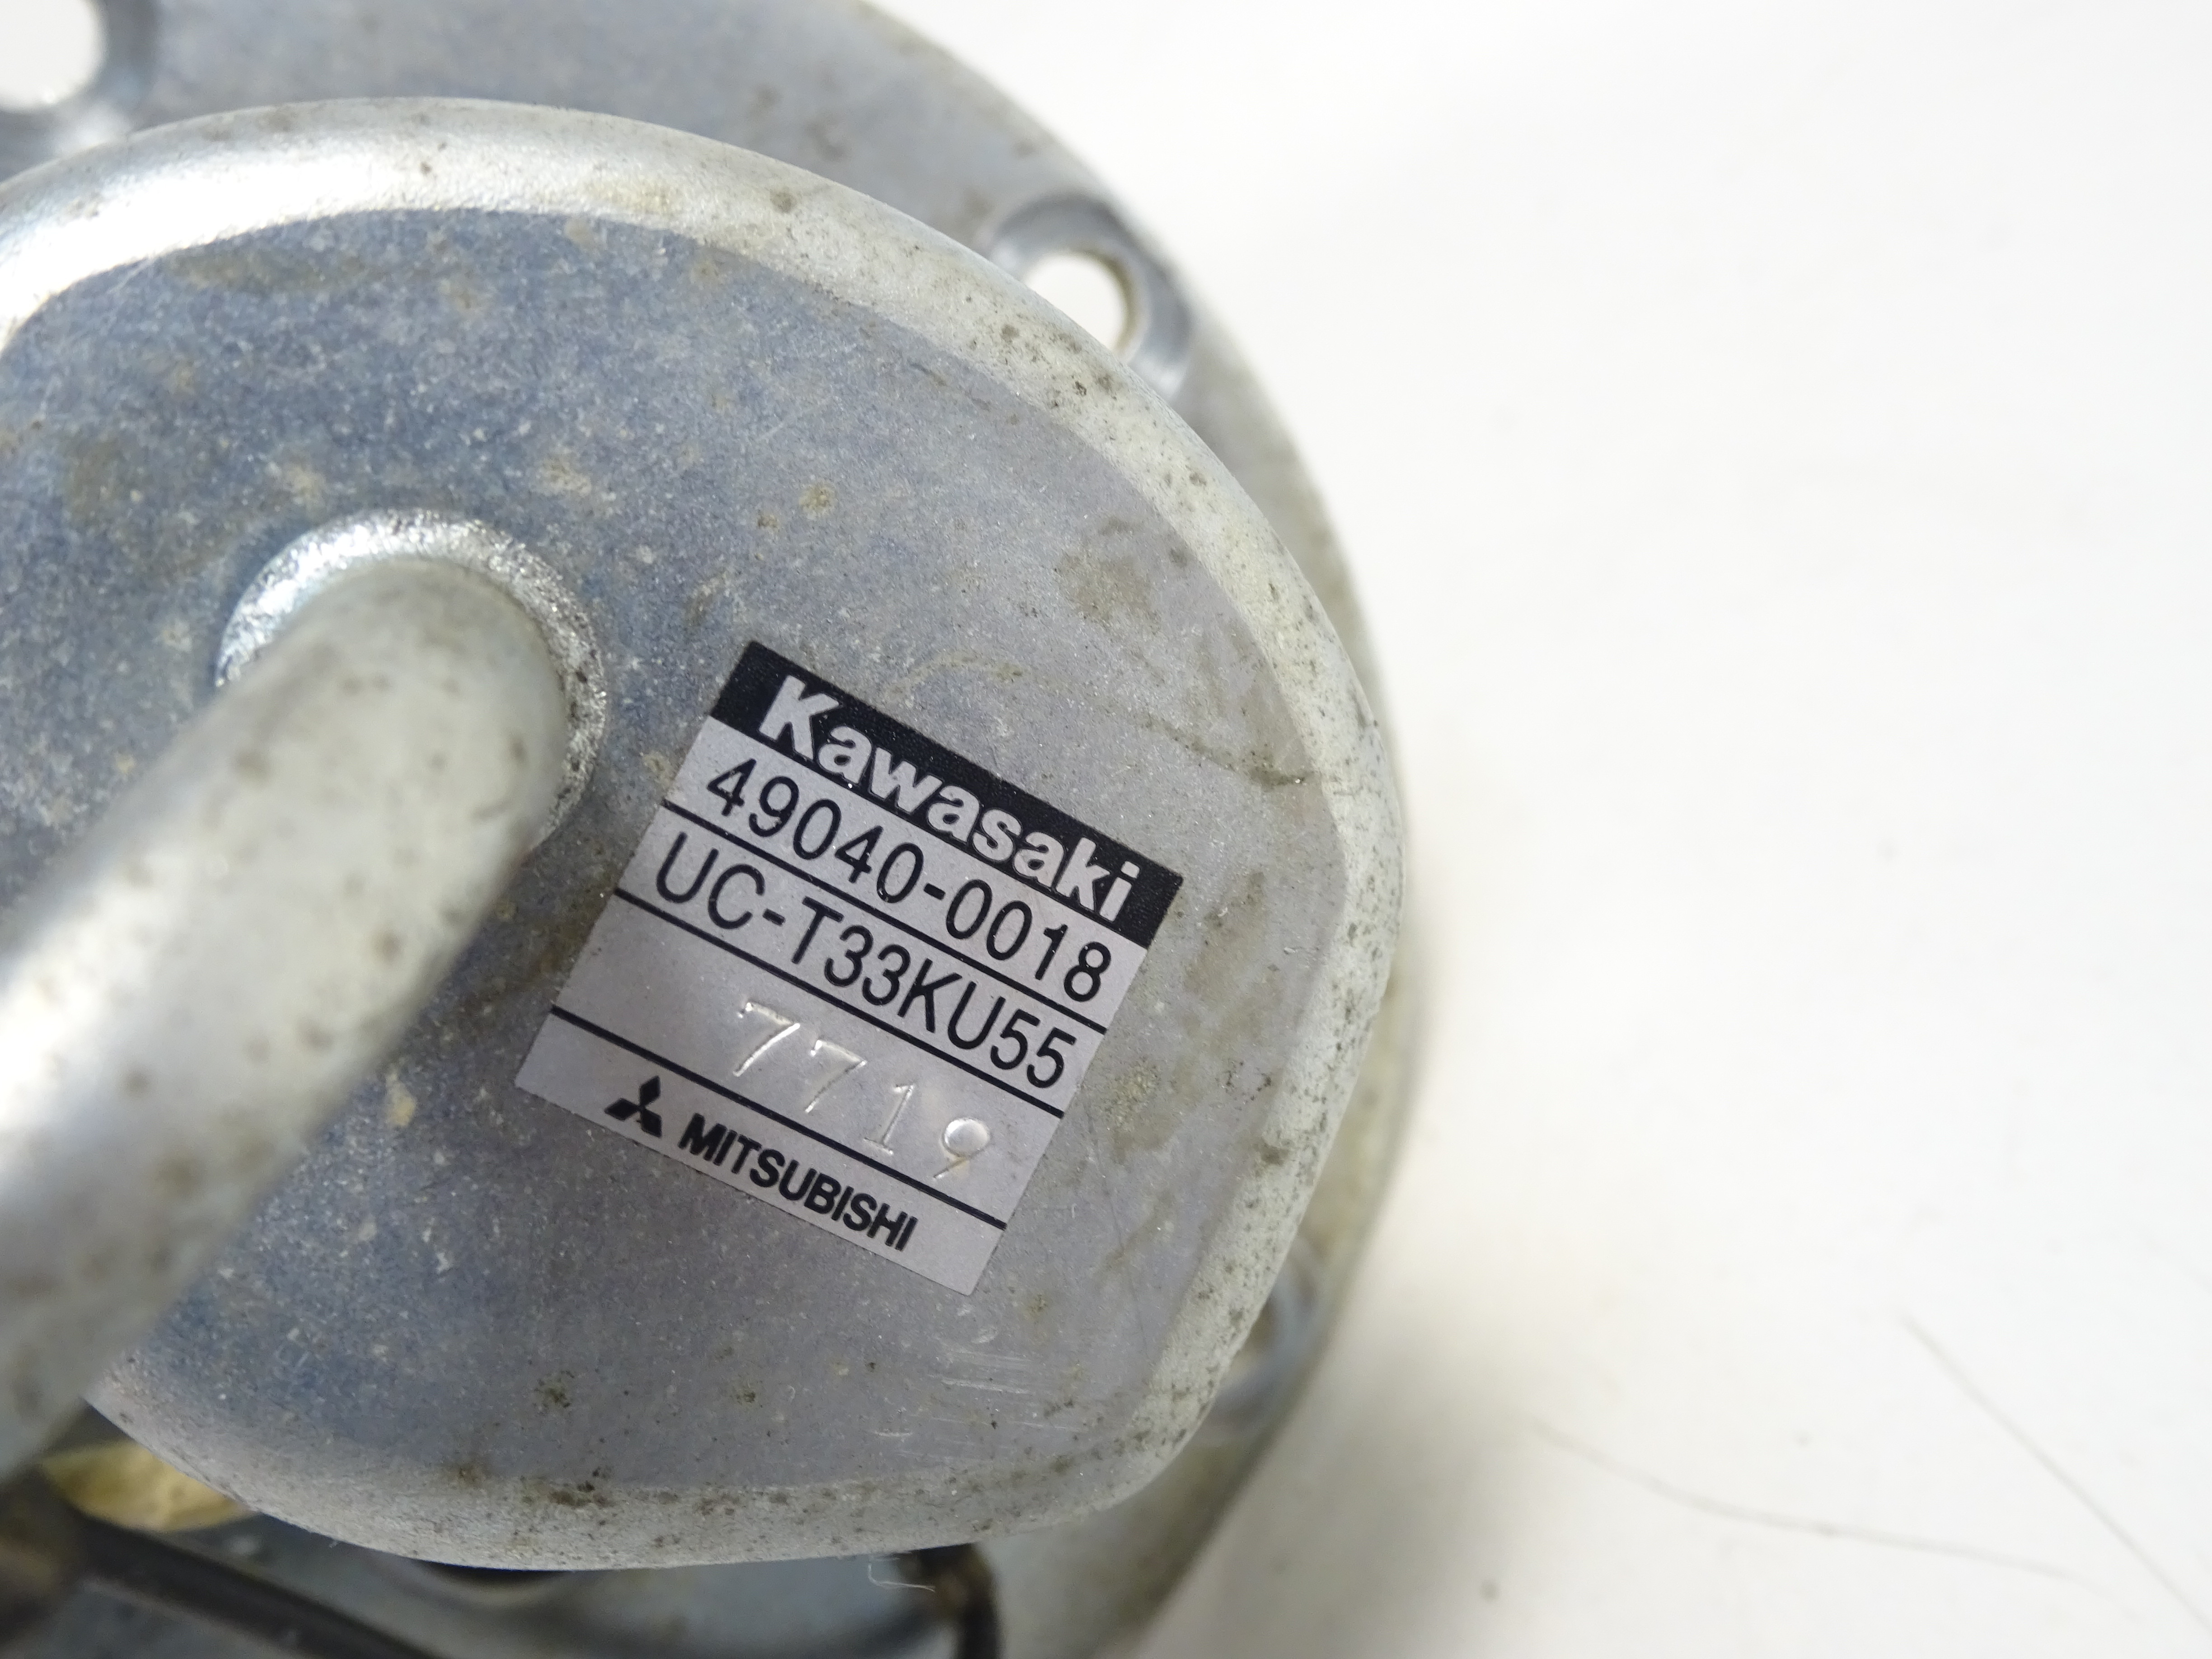 Kawasaki
49040-0018
UC-T33KU55
7719
MITSUBISHI